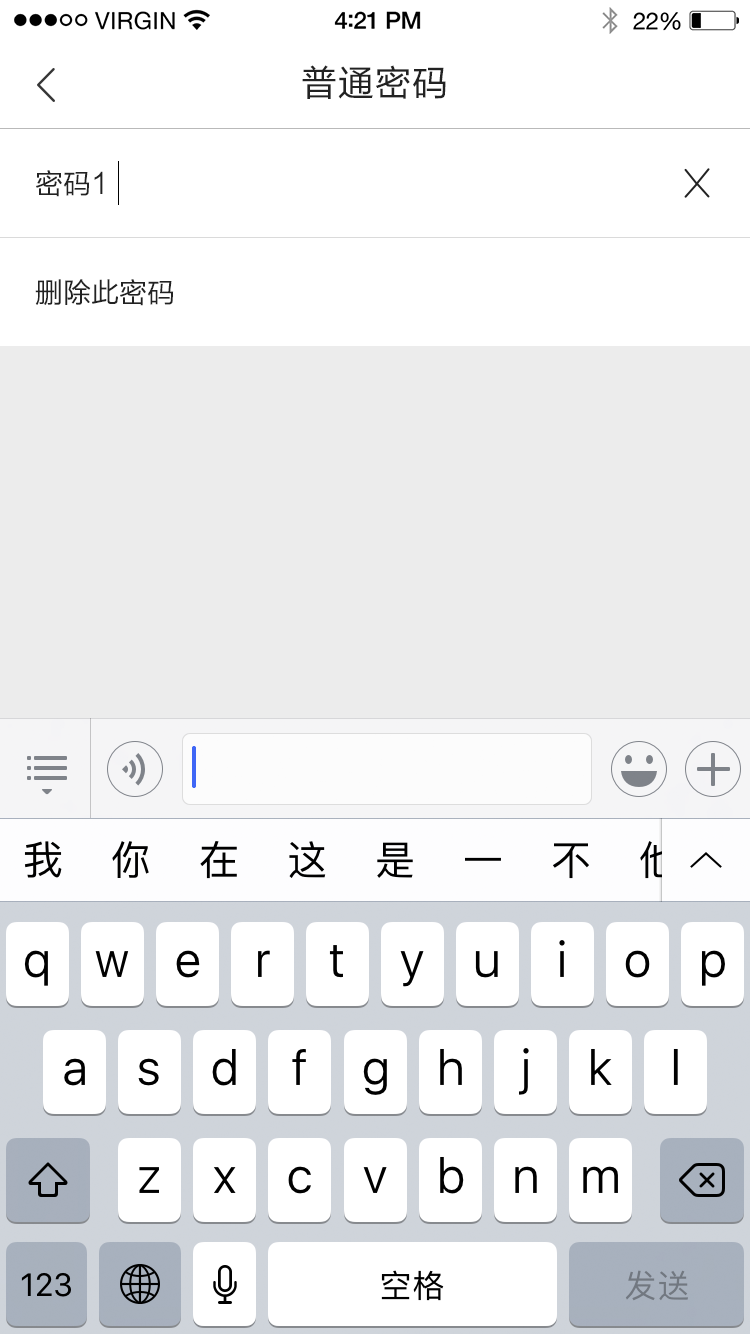 VIRGIN 4:21 PM 22%
普通密码
密码1
删除此密码
我 你 在 这 是 一 不 他
q w e r t y u i o p
a s d f g h j k l
z x c v b n m
123 空格 发送